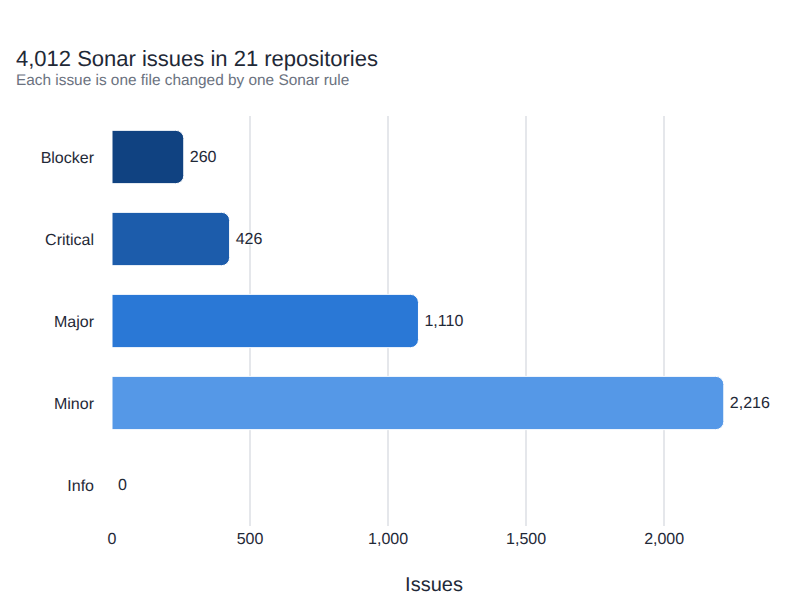 4,012 Sonar issues in 21 repositories
Each issue is one file changed by one Sonar rule
Blocker 260
Critical 426
Major 1,110
Minor 2,216
Info 0
0 500 1,000 1,500 2,000
Issues